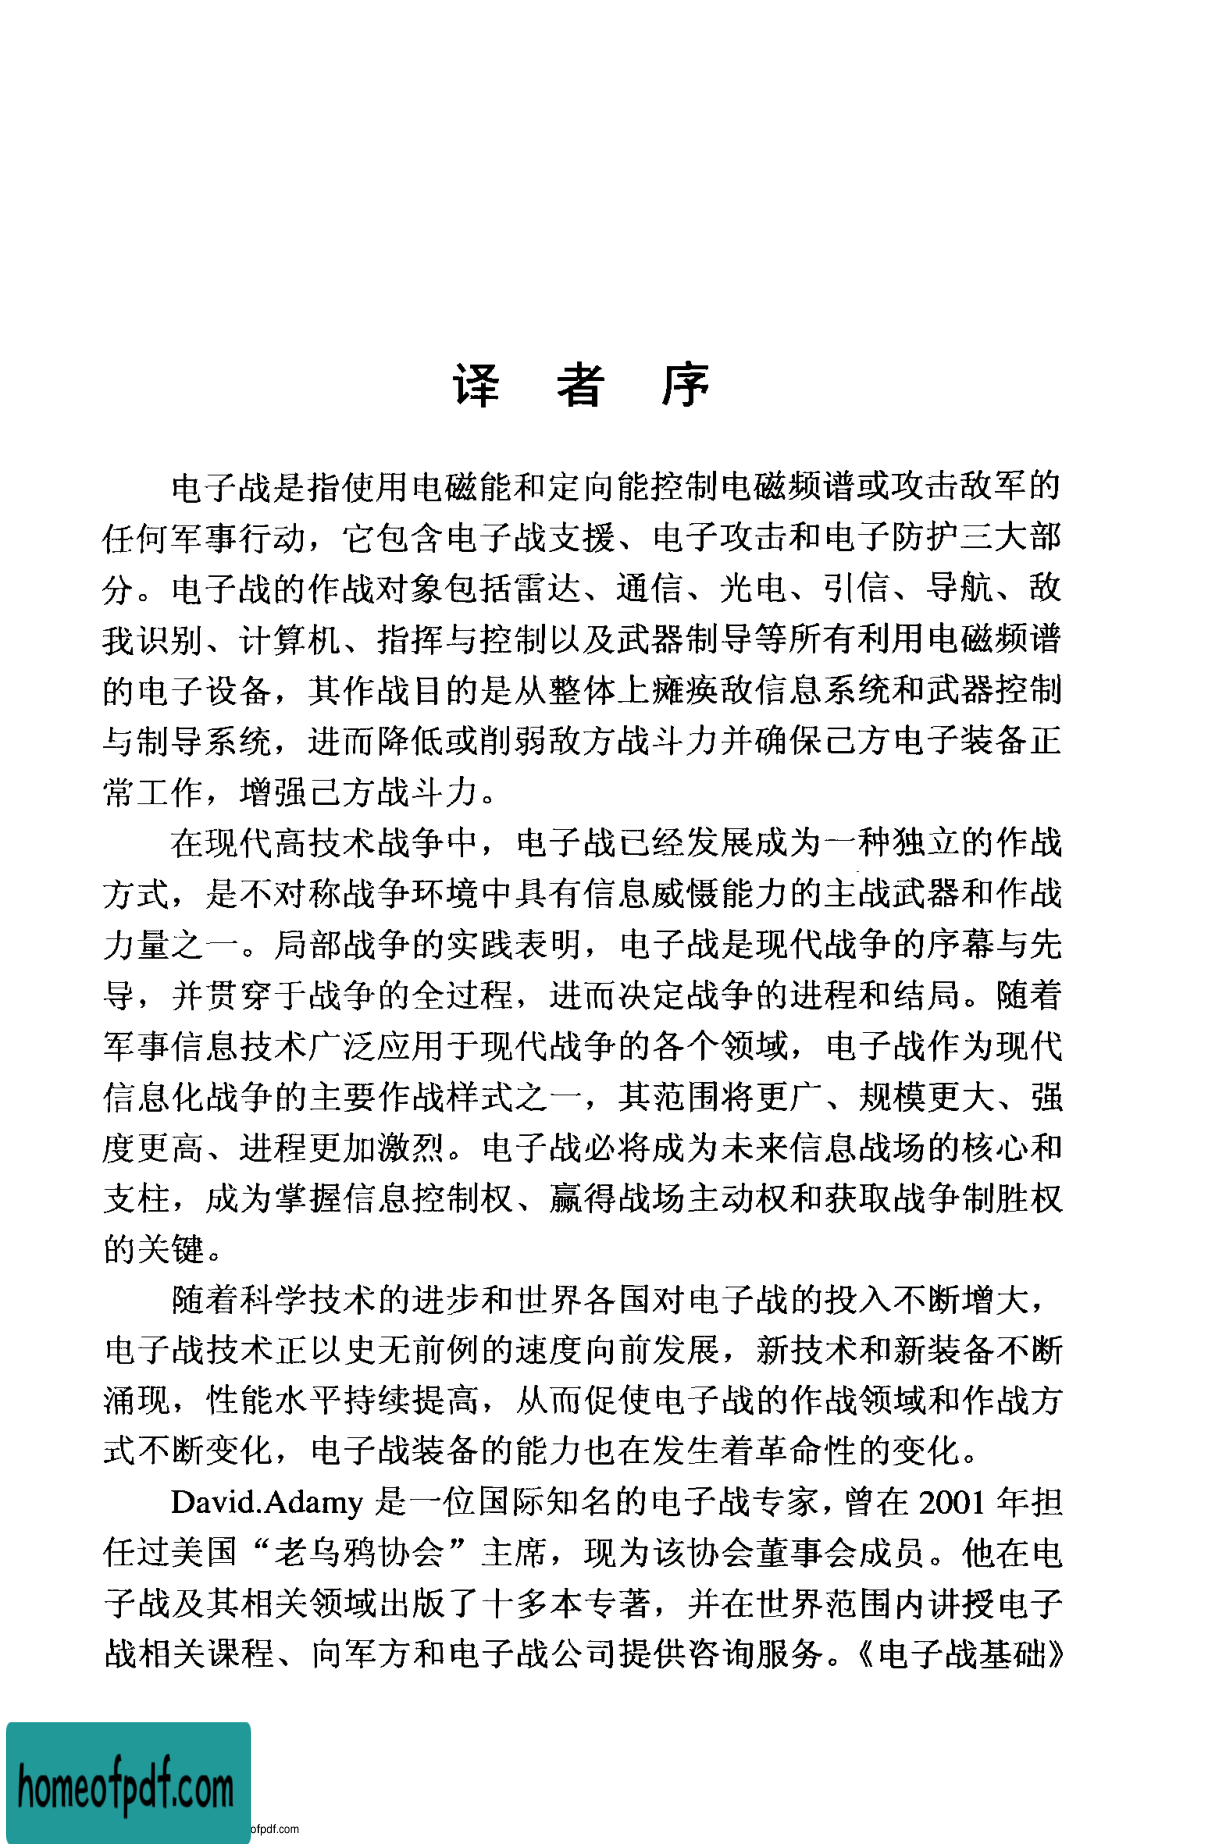 译 者 序
电子战是指使用电磁能和定向能控制电磁频谱或攻击敌军的
任何军事行动，它包含电子战支援、电子攻击和电子防护三大部
分。电子战的作战对象包括雷达、通信、光电、引信、导航、敌
我识别、计算机、指挥与控制以及武器制导等所有利用电磁频谱
的电子设备，其作战目的是从整体上瘫痪敌信息系统和武器控制
与制导系统，进而降低或削弱敌方战斗力并确保己方电子装备正
常工作，增强己方战斗力。
在现代高技术战争中，电子战已经发展成为一种独立的作战
方式，是不对称战争环境中具有信息威慑能力的主战武器和作战
力量之一。局部战争的实践表明，电子战是现代战争的序幕与先
导，并贯穿于战争的全过程，进而决定战争的进程和结局。随着
军事信息技术广泛应用于现代战争的各个领域，电子战作为现代
信息化战争的主要作战样式之一，其范围将更广、规模更大、强
度更高、进程更加激烈。电子战必将成为未来信息战场的核心和
支柱，成为掌握信息控制权、赢得战场主动权和获取战争制胜权
的关键。
随着科学技术的进步和世界各国对电子战的投入不断增大，
电子战技术正以史无前例的速度向前发展，新技术和新装备不断
涌现，性能水平持续提高，从而促使电子战的作战领域和作战方
式不断变化，电子战装备的能力也在发生着革命性的变化。
David.Adamy 是一位国际知名的电子战专家，曾在 2001 年担
任过美国“老乌鸦协会”主席，现为该协会董事会成员。他在电
子战及其相关领域出版了十多本专著，并在世界范围内讲授电子
战相关课程、向军方和电子战公司提供咨询服务。《电子战基础》
homeofpdf.com
ofpdf.com